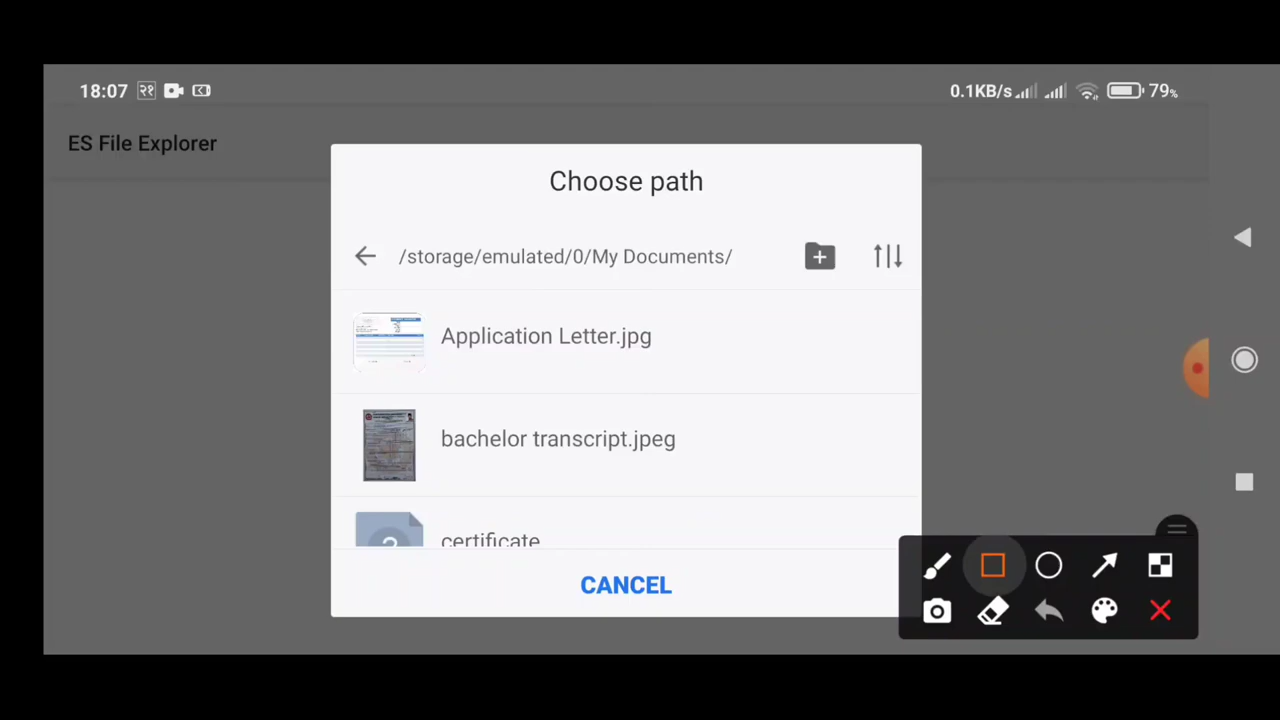 18:07 २१ 0.1KB/s 79%
ES File Explorer
Choose path
/storage/emulated/0/My Documents/
Application Letter.jpg
bachelor transcript.jpeg
certificate
CANCEL